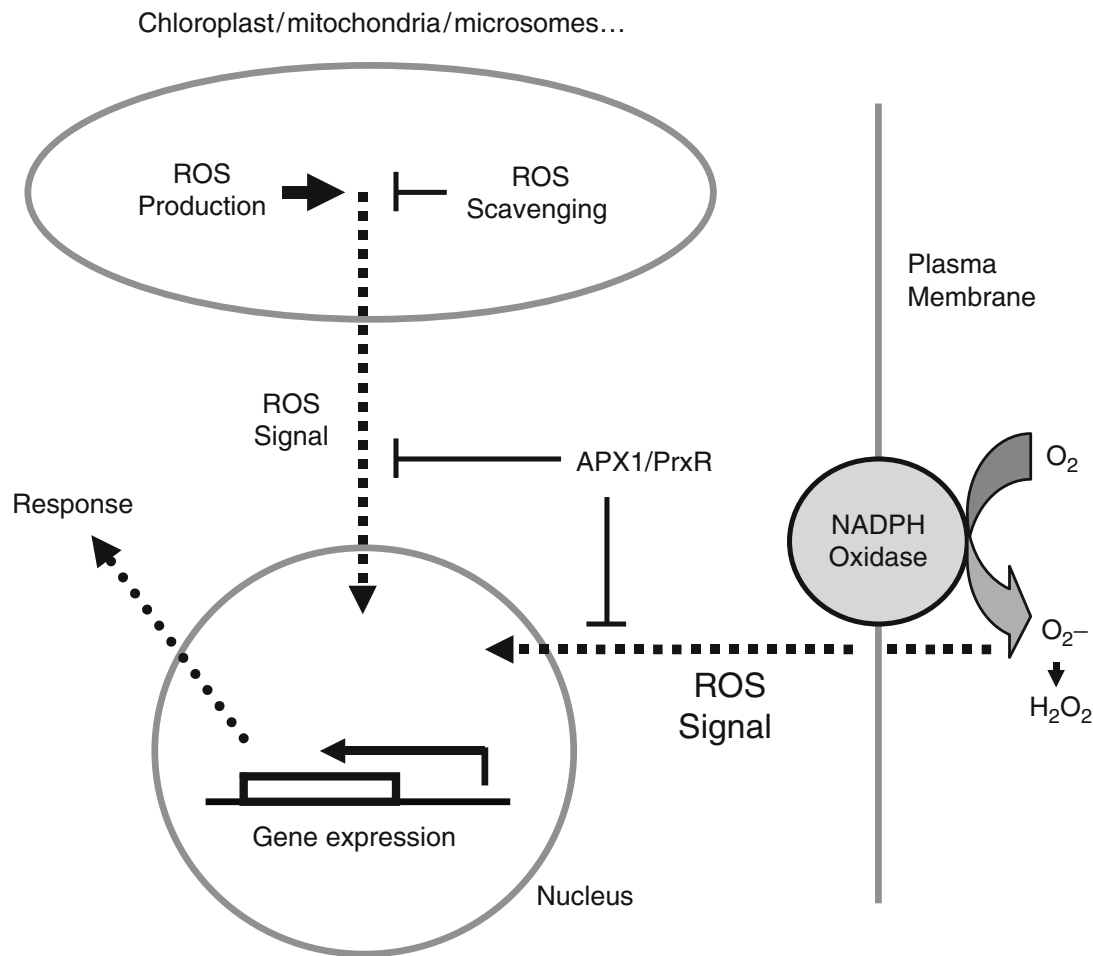 Chloroplast/mitochondria/microsomes…
ROS
Production
ROS
Scavenging
Plasma
Membrane
ROS
Signal
APX1/PrxR
O₂
Response
NADPH
Oxidase
O₂–
H₂O₂
ROS
Signal
Gene expression
Nucleus